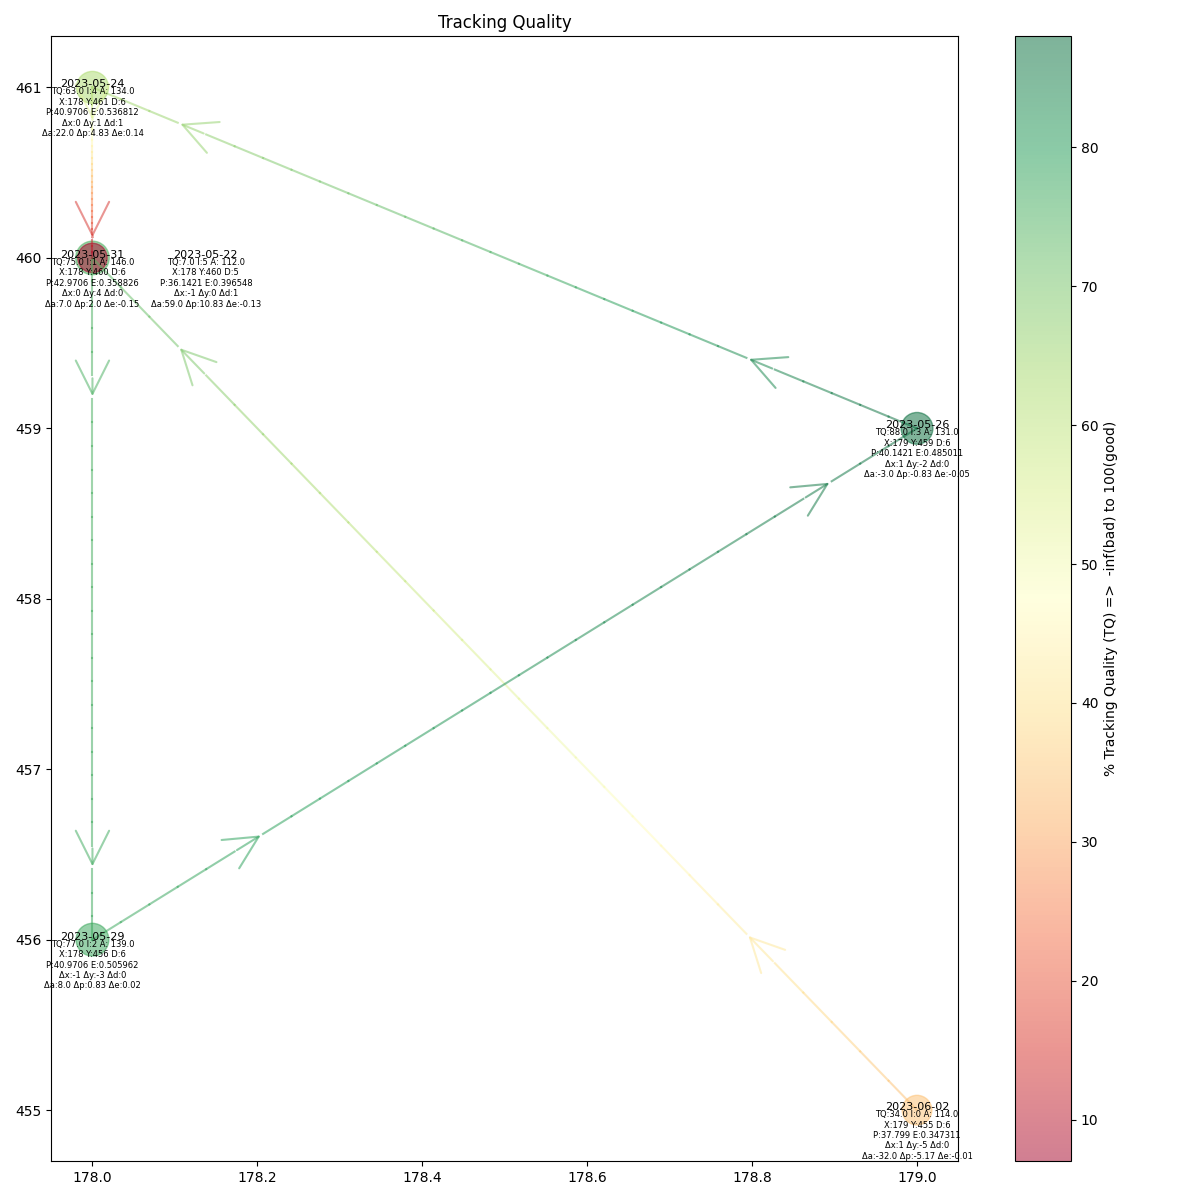 Tracking Quality
461
460
459
458
457
456
455
178.0
178.2
178.4
178.6
178.8
179.0
2023-05-24
TQ:63.0 I:4 A: 134.0
X:178 Y:461 D:6
P:40.9706 E:0.536812
Δx:0 Δy:1 Δd:1
Δa:22.0 Δp:4.83 Δe:0.14
2023-05-31
TQ:75.0 I:1 A: 146.0
X:178 Y:460 D:6
P:42.9706 E:0.358826
Δx:0 Δy:4 Δd:0
Δa:7.0 Δp:2.0 Δe:-0.15
2023-05-22
TQ:7.0 I:5 A: 112.0
X:178 Y:460 D:5
P:36.1421 E:0.396548
Δx:-1 Δy:0 Δd:1
Δa:59.0 Δp:10.83 Δe:-0.13
2023-05-26
TQ:88.0 I:3 A: 131.0
X:179 Y:459 D:6
P:40.1421 E:0.485011
Δx:1 Δy:-2 Δd:0
Δa:-3.0 Δp:-0.83 Δe:-0.05
2023-05-29
TQ:77.0 I:2 A: 139.0
X:178 Y:456 D:6
P:40.9706 E:0.505962
Δx:-1 Δy:-3 Δd:0
Δa:8.0 Δp:0.83 Δe:0.02
2023-06-02
TQ:34.0 I:0 A: 114.0
X:179 Y:455 D:6
P:37.799 E:0.347311
Δx:1 Δy:-5 Δd:0
Δa:-32.0 Δp:-5.17 Δe:-0.01
80
70
60
50
40
30
20
10
% Tracking Quality (TQ) =>  -inf(bad) to 100(good)